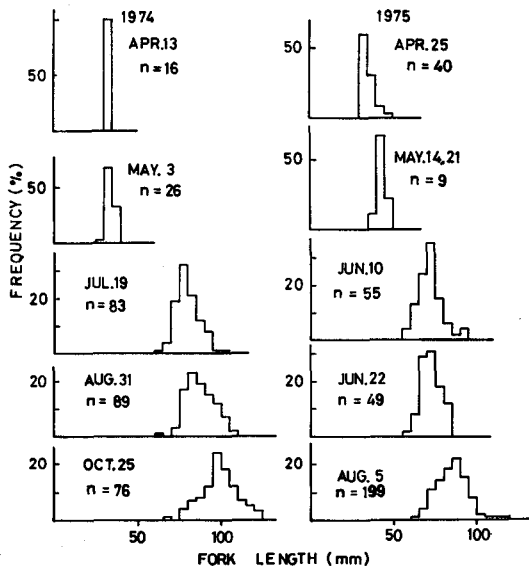 1974
APR.13
n=16
50
MAY. 3
n=26
50
JUL.19
n= 83
20
AUG.31
n= 89
20
OCT.25
n= 76
20
50
100
1975
APR.25
n = 40
50
MAY.14,21
n=9
50
JUN.10
n = 55
20
JUN.22
n = 49
20
AUG. 5
n = 199
20
50
100
FREQUENCY (%)
FORK LENGTH (mm)